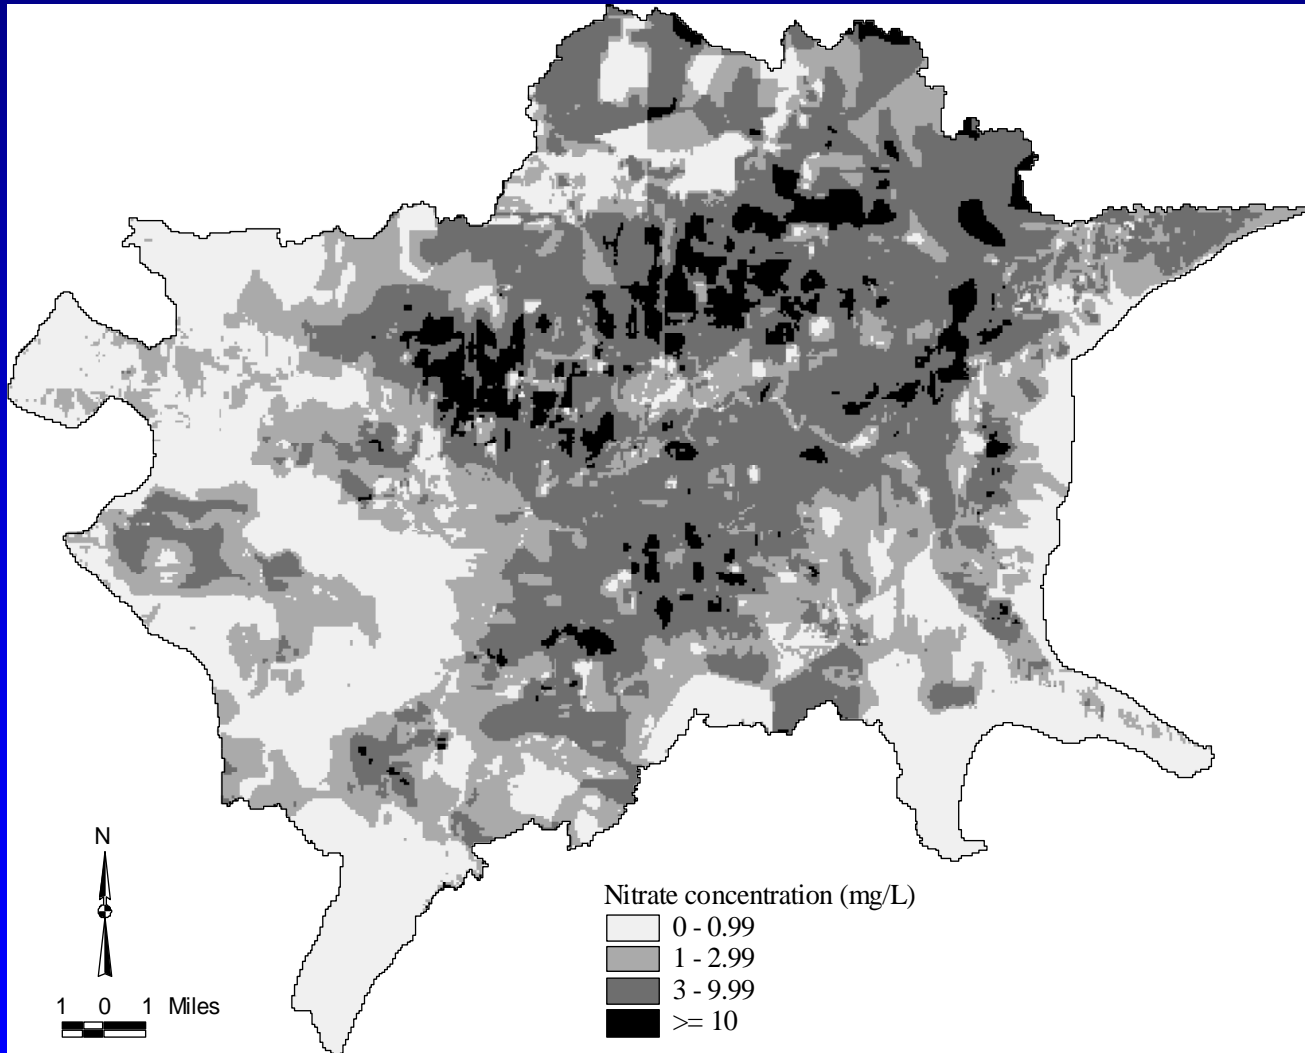 N
1 0 1 Miles
Nitrate concentration (mg/L)
0 - 0.99
1 - 2.99
3 - 9.99
>= 10